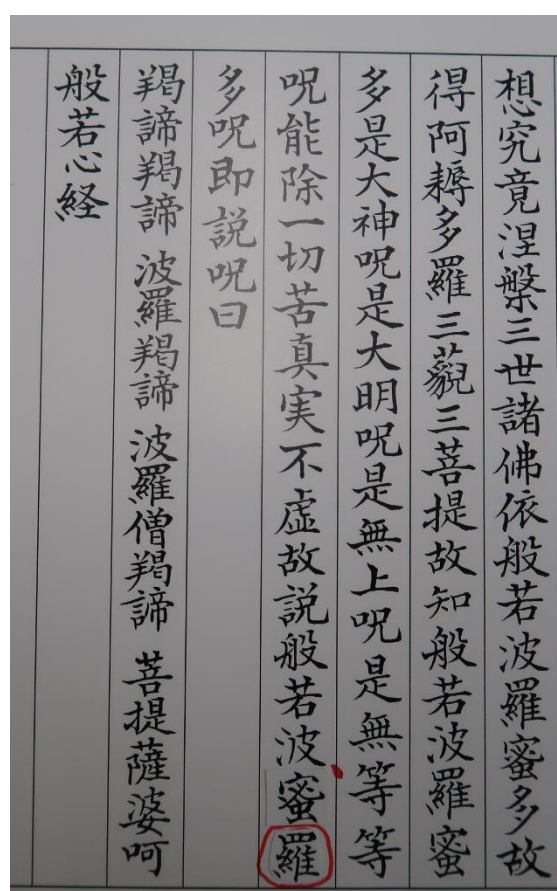 想究竟涅槃三世諸佛依般若波羅蜜多故
得阿耨多羅三藐三菩提故知般若波羅蜜
多是大神呪是大明呪是無上呪是無等等
呪能除一切苦真実不虚故説般若波蜜羅
多呪即説呪曰
羯諦羯諦 波羅羯諦 波羅僧羯諦 菩提薩婆呵
般若心経